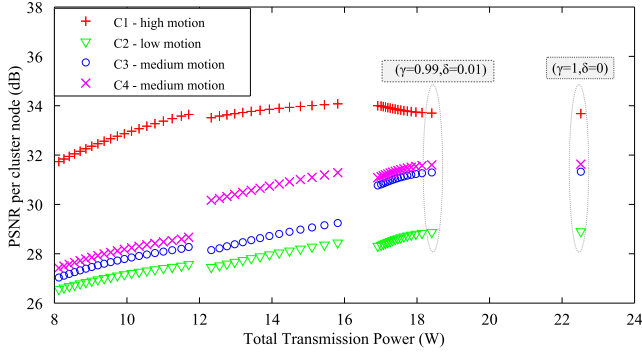 38
36
34
32
30
28
26
PSNR per cluster node (dB)
C1 - high motion
C2 - low motion
C3 - medium motion
C4 - medium motion
(γ=0.99,δ=0.01)
(γ=1,δ=0)
8 10 12 14 16 18 20 22 24
Total Transmission Power (W)